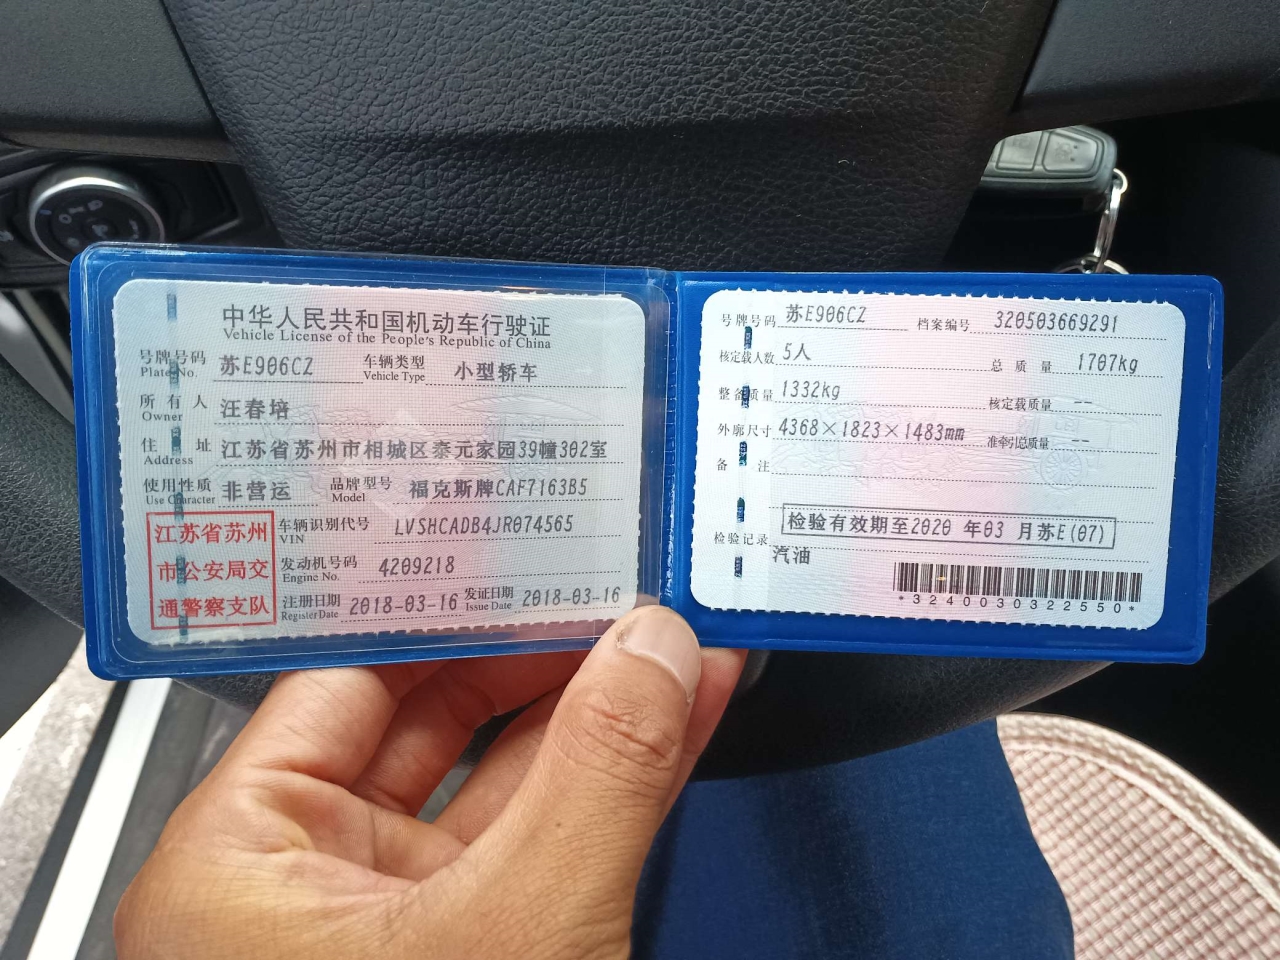 中华人民共和国机动车行驶证
Vehicle License of the People's Republic of China
号牌号码 苏E906CZ 车辆类型 小型轿车
Plate No. Vehicle Type
所有人 汪春培
Owner
住址 江苏省苏州市相城区泰元家园39幢302室
Address
使用性质 非营运 品牌型号 福克斯牌CAF7163B5
Use Character Model
江苏省苏州
市公安局交
通警察支队
车辆识别代号 LVSHCADB4JR074565
VIN
发动机号码 4209218
Engine No.
注册日期 2018-03-16 发证日期 2018-03-16
Register Date Issue Date
号牌号码 苏E906CZ 档案编号 320503669291
核定载人数 5人 总质量 1707kg
整备质量 1332kg 核定载质量 --
外廓尺寸 4368×1823×1483mm 准牵引总质量 --
备注
检验有效期至2020 年03 月苏E(07)
检验记录
汽油
*3240030322550*